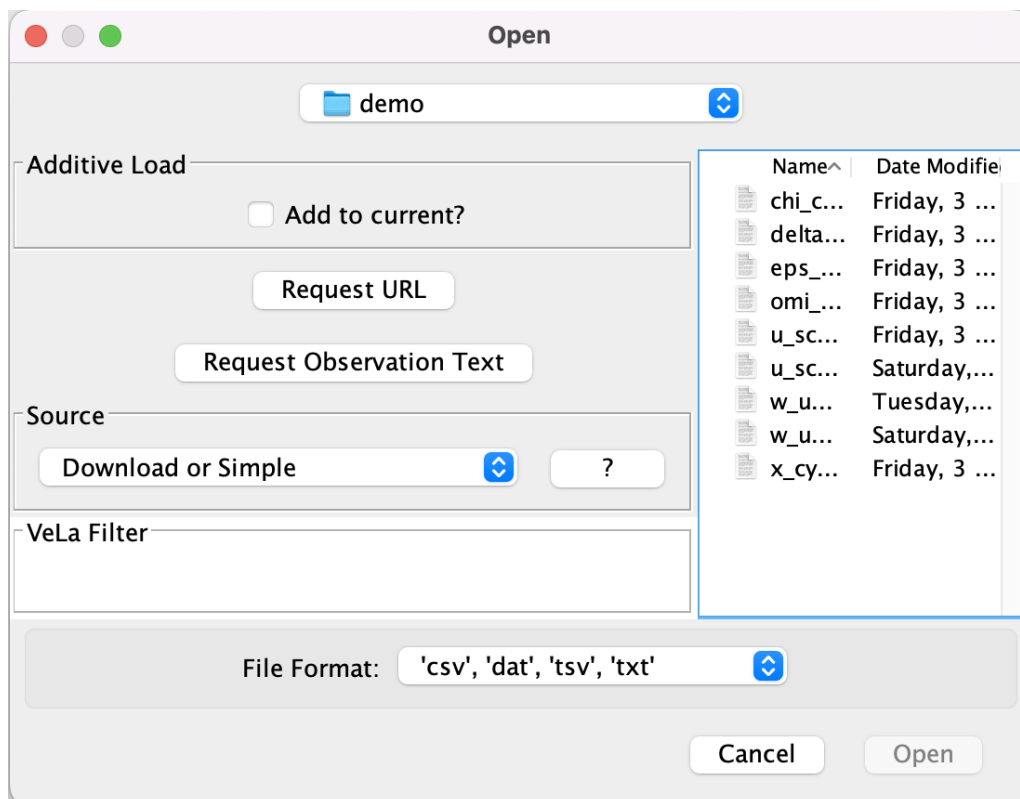 Open
demo
Additive Load
Add to current?
Request URL
Request Observation Text
Source
Download or Simple
?
VeLa Filter
Name Date Modifie
chi_c... Friday, 3 ...
delta... Friday, 3 ...
eps_... Friday, 3 ...
omi_... Friday, 3 ...
u_sc... Friday, 3 ...
u_sc... Saturday,...
w_u... Tuesday,...
w_u... Saturday,...
x_cy... Friday, 3 ...
File Format: 'csv', 'dat', 'tsv', 'txt'
Cancel Open